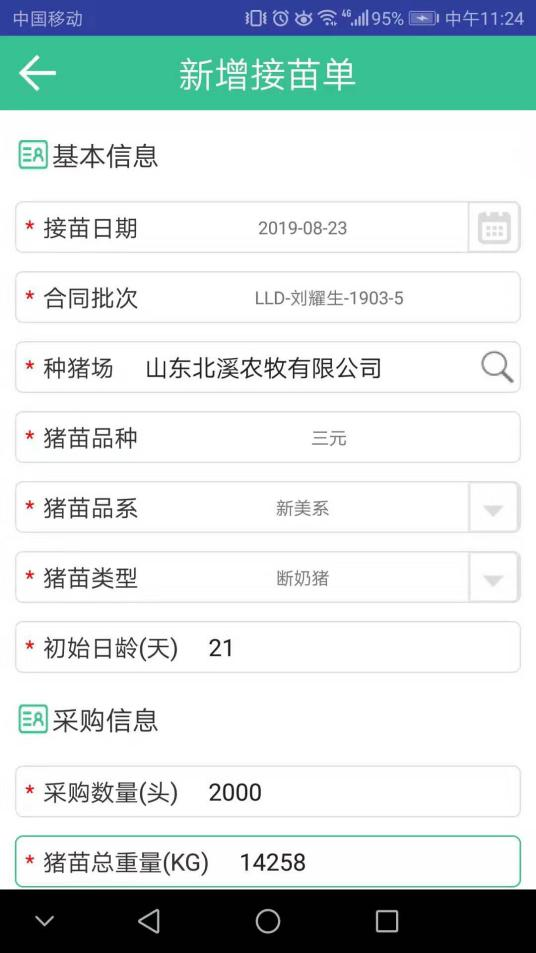 中国移动 4G 95% 中午11:24
新增接苗单
基本信息
* 接苗日期 2019-08-23
* 合同批次 LLD-刘耀生-1903-5
* 种猪场 山东北溪农牧有限公司
* 猪苗品种 三元
* 猪苗品系 新美系
* 猪苗类型 断奶猪
* 初始日龄(天) 21
采购信息
* 采购数量(头) 2000
* 猪苗总重量(KG) 14258